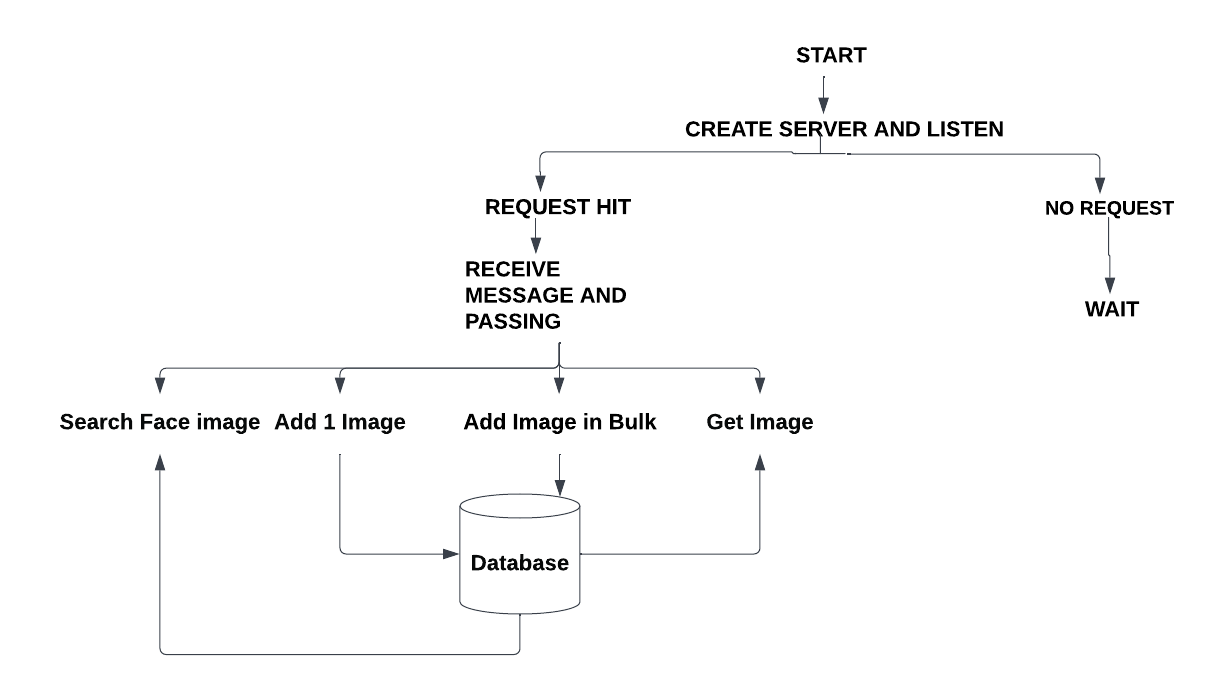 START
CREATE SERVER AND LISTEN
REQUEST HIT
NO REQUEST
RECEIVE
MESSAGE AND
PASSING
WAIT
Search Face image
Add 1 Image
Add Image in Bulk
Get Image
Database